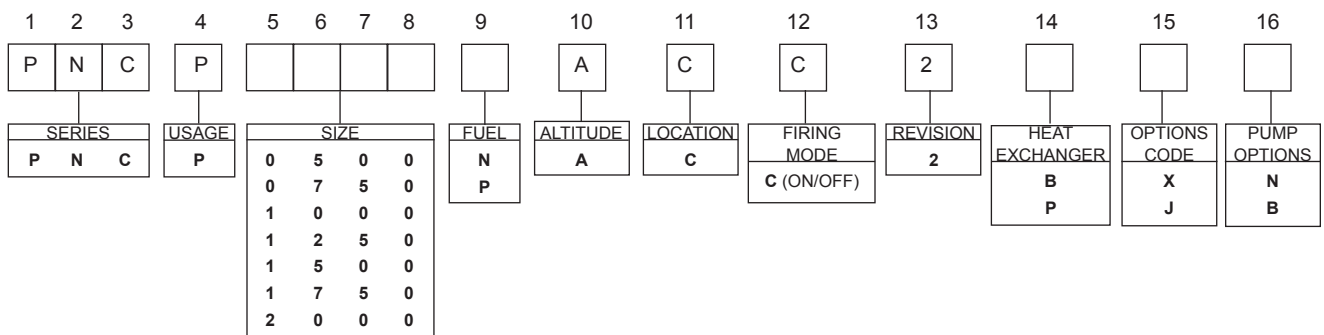 1 2 3 4 5 6 7 8 9 10 11 12 13 14 15 16
P N C P A C C 2
SERIES
P N C
USAGE
P
SIZE
0 5 0 0
0 7 5 0
1 0 0 0
1 2 5 0
1 5 0 0
1 7 5 0
2 0 0 0
FUEL
N
P
ALTITUDE
A
LOCATION
C
FIRING
MODE
C (ON/OFF)
REVISION
2
HEAT
EXCHANGER
B
P
OPTIONS
CODE
X
J
PUMP
OPTIONS
N
B